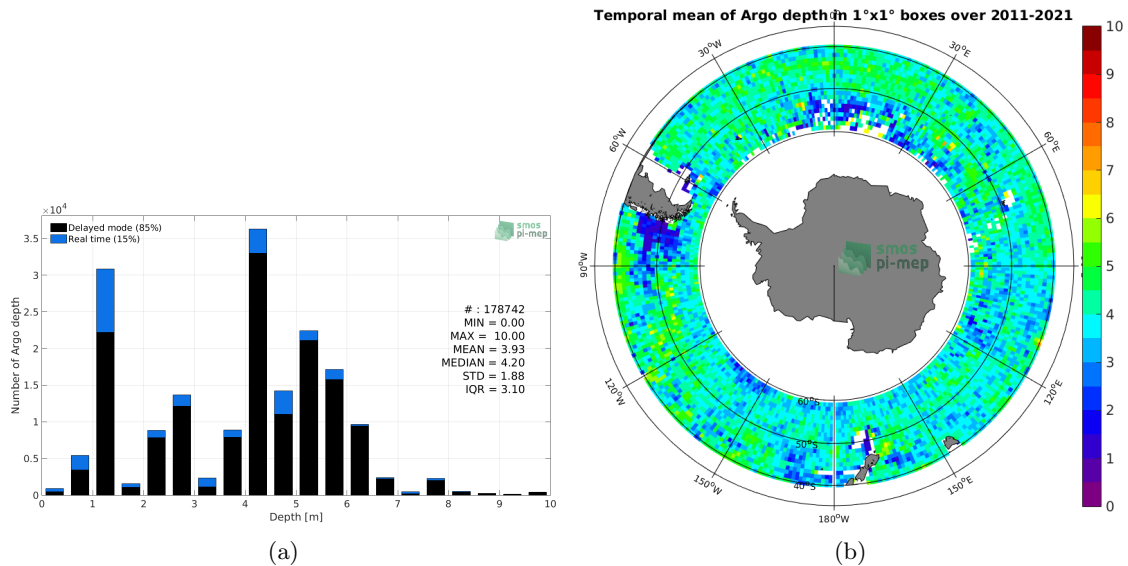 ×10⁴
Delayed mode (85%)
Real time (15%)
smos
pi-mep
# : 178742
MIN = 0.00
MAX = 10.00
MEAN = 3.93
MEDIAN = 4.20
STD = 1.88
IQR = 3.10
3.5
3
2.5
2
1.5
1
0.5
0
Number of Argo depth
0 1 2 3 4 5 6 7 8 9 10
Depth [m]
(a)
Temporal mean of Argo depth in 1°x1° boxes over 2011-2021
0°
30°W
30°E
60°W
60°E
90°W
120°W
120°E
150°W
150°E
180°W
60°S
50°S
40°S
smos
pi-mep
10
9
8
7
6
5
4
3
2
1
0
(b)